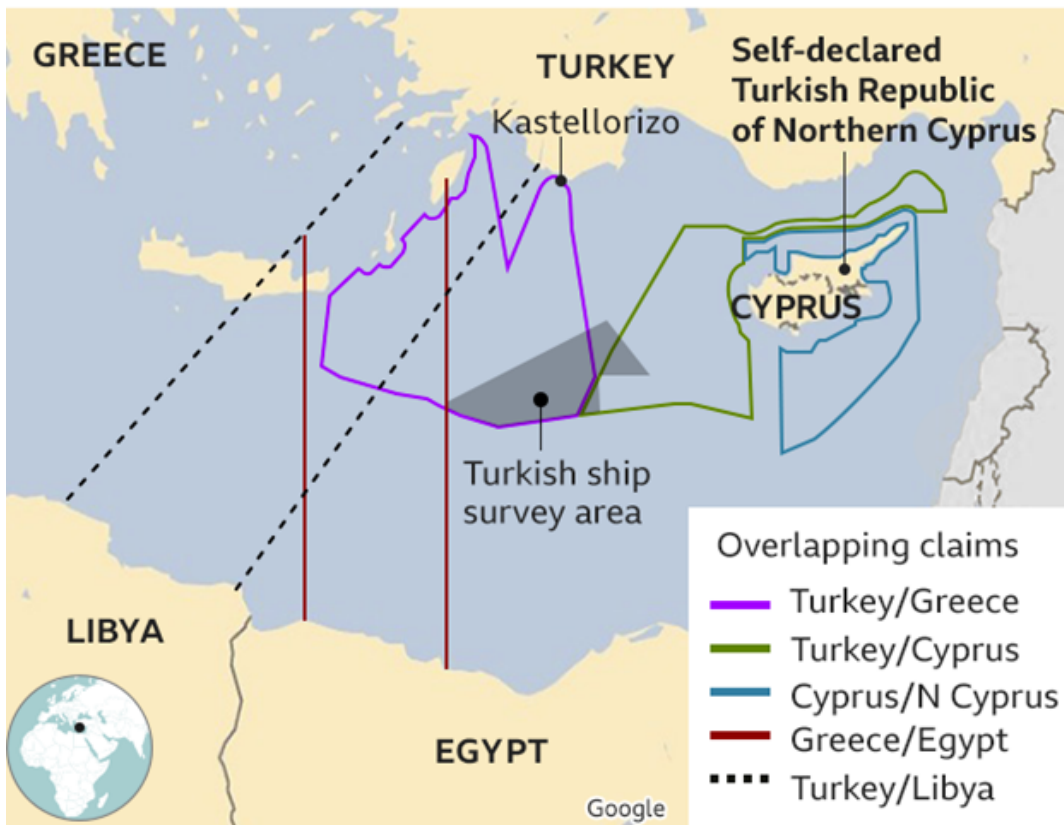 GREECE
TURKEY
Kastellorizo
Self-declared
Turkish Republic
of Northern Cyprus
CYPRUS
Turkish ship
survey area
LIBYA
EGYPT
Google
Overlapping claims
Turkey/Greece
Turkey/Cyprus
Cyprus/N Cyprus
Greece/Egypt
Turkey/Libya